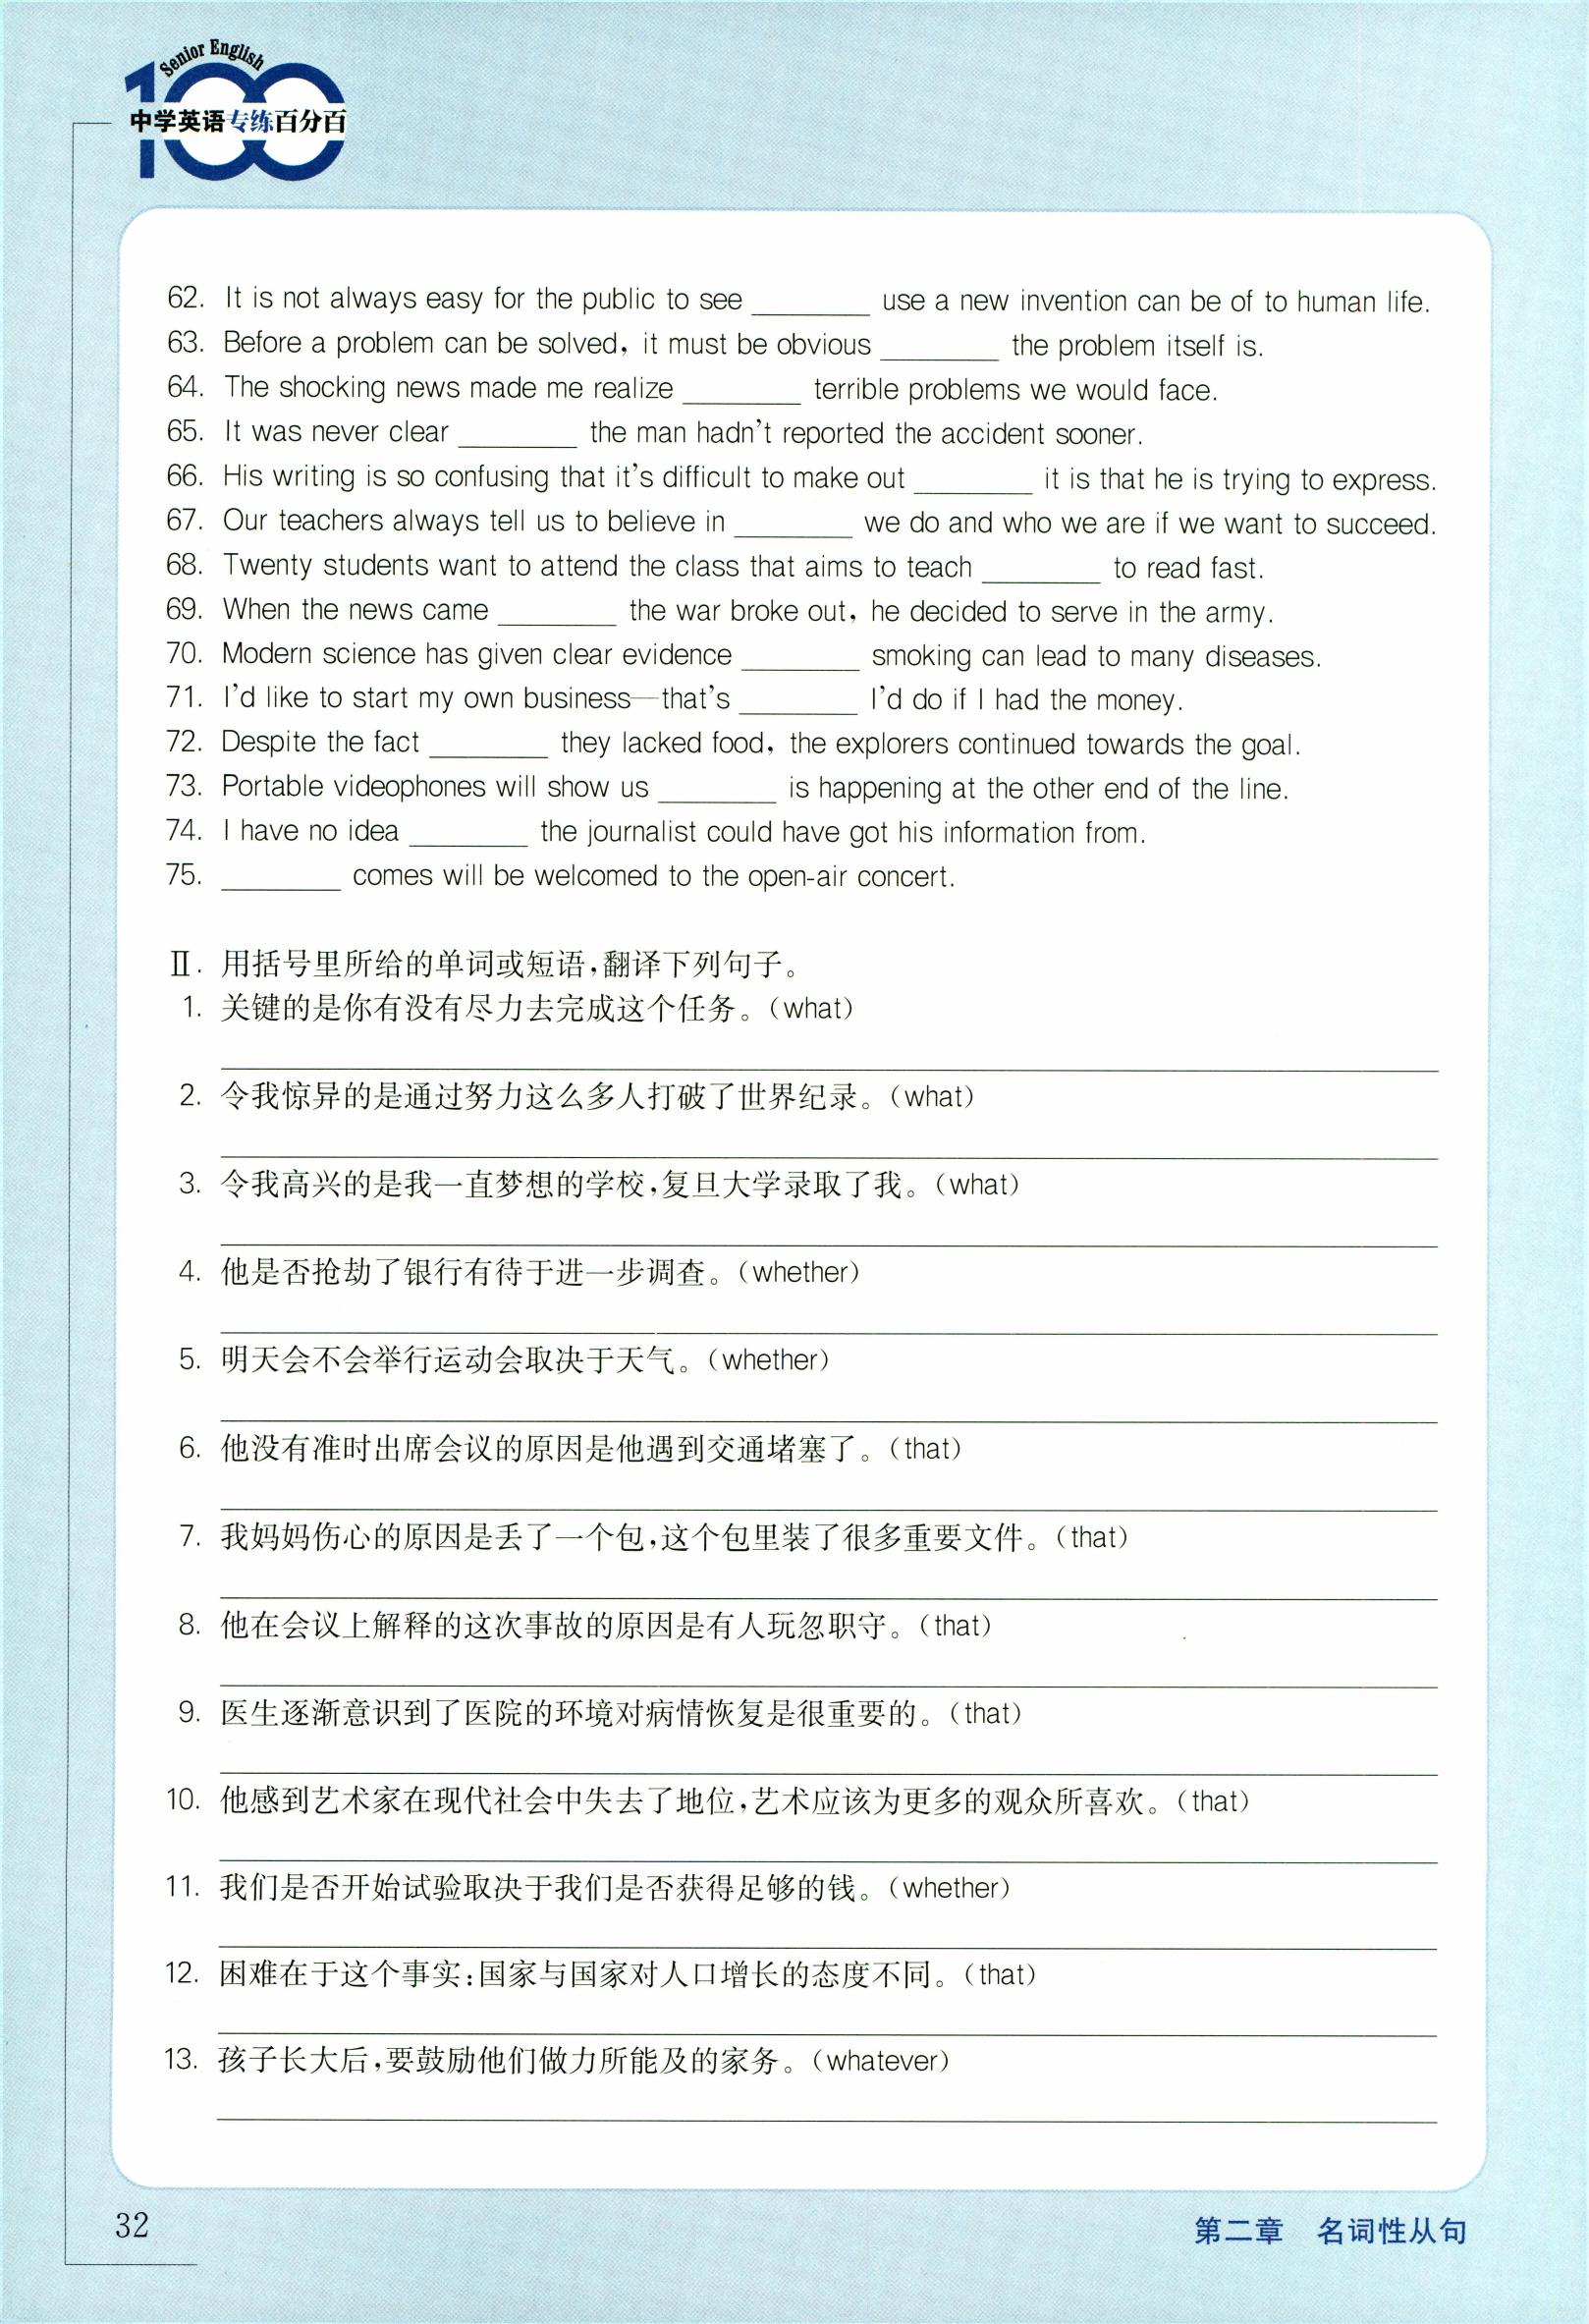 Senior English
100
中学英语专练百分百
62. It is not always easy for the public to see ________ use a new invention can be of to human life.
63. Before a problem can be solved, it must be obvious ________ the problem itself is.
64. The shocking news made me realize ________ terrible problems we would face.
65. It was never clear ________ the man hadn't reported the accident sooner.
66. His writing is so confusing that it's difficult to make out ________ it is that he is trying to express.
67. Our teachers always tell us to believe in ________ we do and who we are if we want to succeed.
68. Twenty students want to attend the class that aims to teach ________ to read fast.
69. When the news came ________ the war broke out, he decided to serve in the army.
70. Modern science has given clear evidence ________ smoking can lead to many diseases.
71. I'd like to start my own business—that's ________ I'd do if I had the money.
72. Despite the fact ________ they lacked food, the explorers continued towards the goal.
73. Portable videophones will show us ________ is happening at the other end of the line.
74. I have no idea ________ the journalist could have got his information from.
75. ________ comes will be welcomed to the open-air concert.
Ⅱ. 用括号里所给的单词或短语,翻译下列句子。
1. 关键的是你有没有尽力去完成这个任务。(what)
2. 令我惊异的是通过努力这么多人打破了世界纪录。(what)
3. 令我高兴的是我一直梦想的学校,复旦大学录取了我。(what)
4. 他是否抢劫了银行有待于进一步调查。(whether)
5. 明天会不会举行运动会取决于天气。(whether)
6. 他没有准时出席会议的原因是他遇到交通堵塞了。(that)
7. 我妈妈伤心的原因是丢了一个包,这个包里装了很多重要文件。(that)
8. 他在会议上解释的这次事故的原因是有人玩忽职守。(that)
9. 医生逐渐意识到了医院的环境对病情恢复是很重要的。(that)
10. 他感到艺术家在现代社会中失去了地位,艺术应该为更多的观众所喜欢。(that)
11. 我们是否开始试验取决于我们是否获得足够的钱。(whether)
12. 困难在于这个事实:国家与国家对人口增长的态度不同。(that)
13. 孩子长大后,要鼓励他们做力所能及的家务。(whatever)
32
第二章 名词性从句